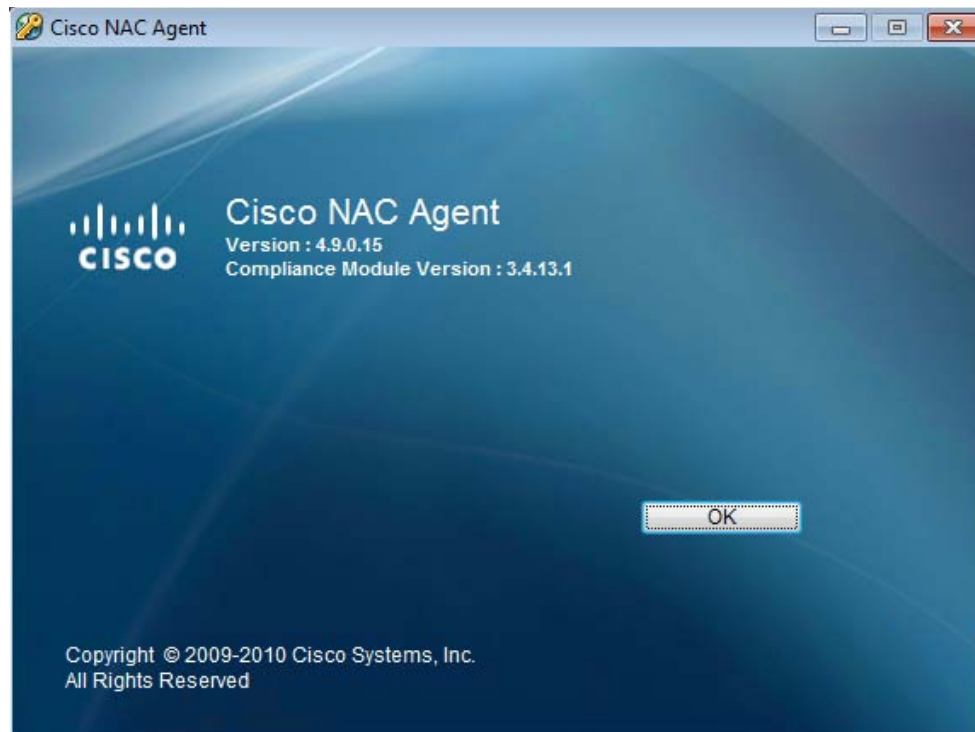 Cisco NAC Agent
Cisco NAC Agent
Version : 4.9.0.15
Compliance Module Version : 3.4.13.1
CISCO
OK
Copyright © 2009-2010 Cisco Systems, Inc.
All Rights Reserved